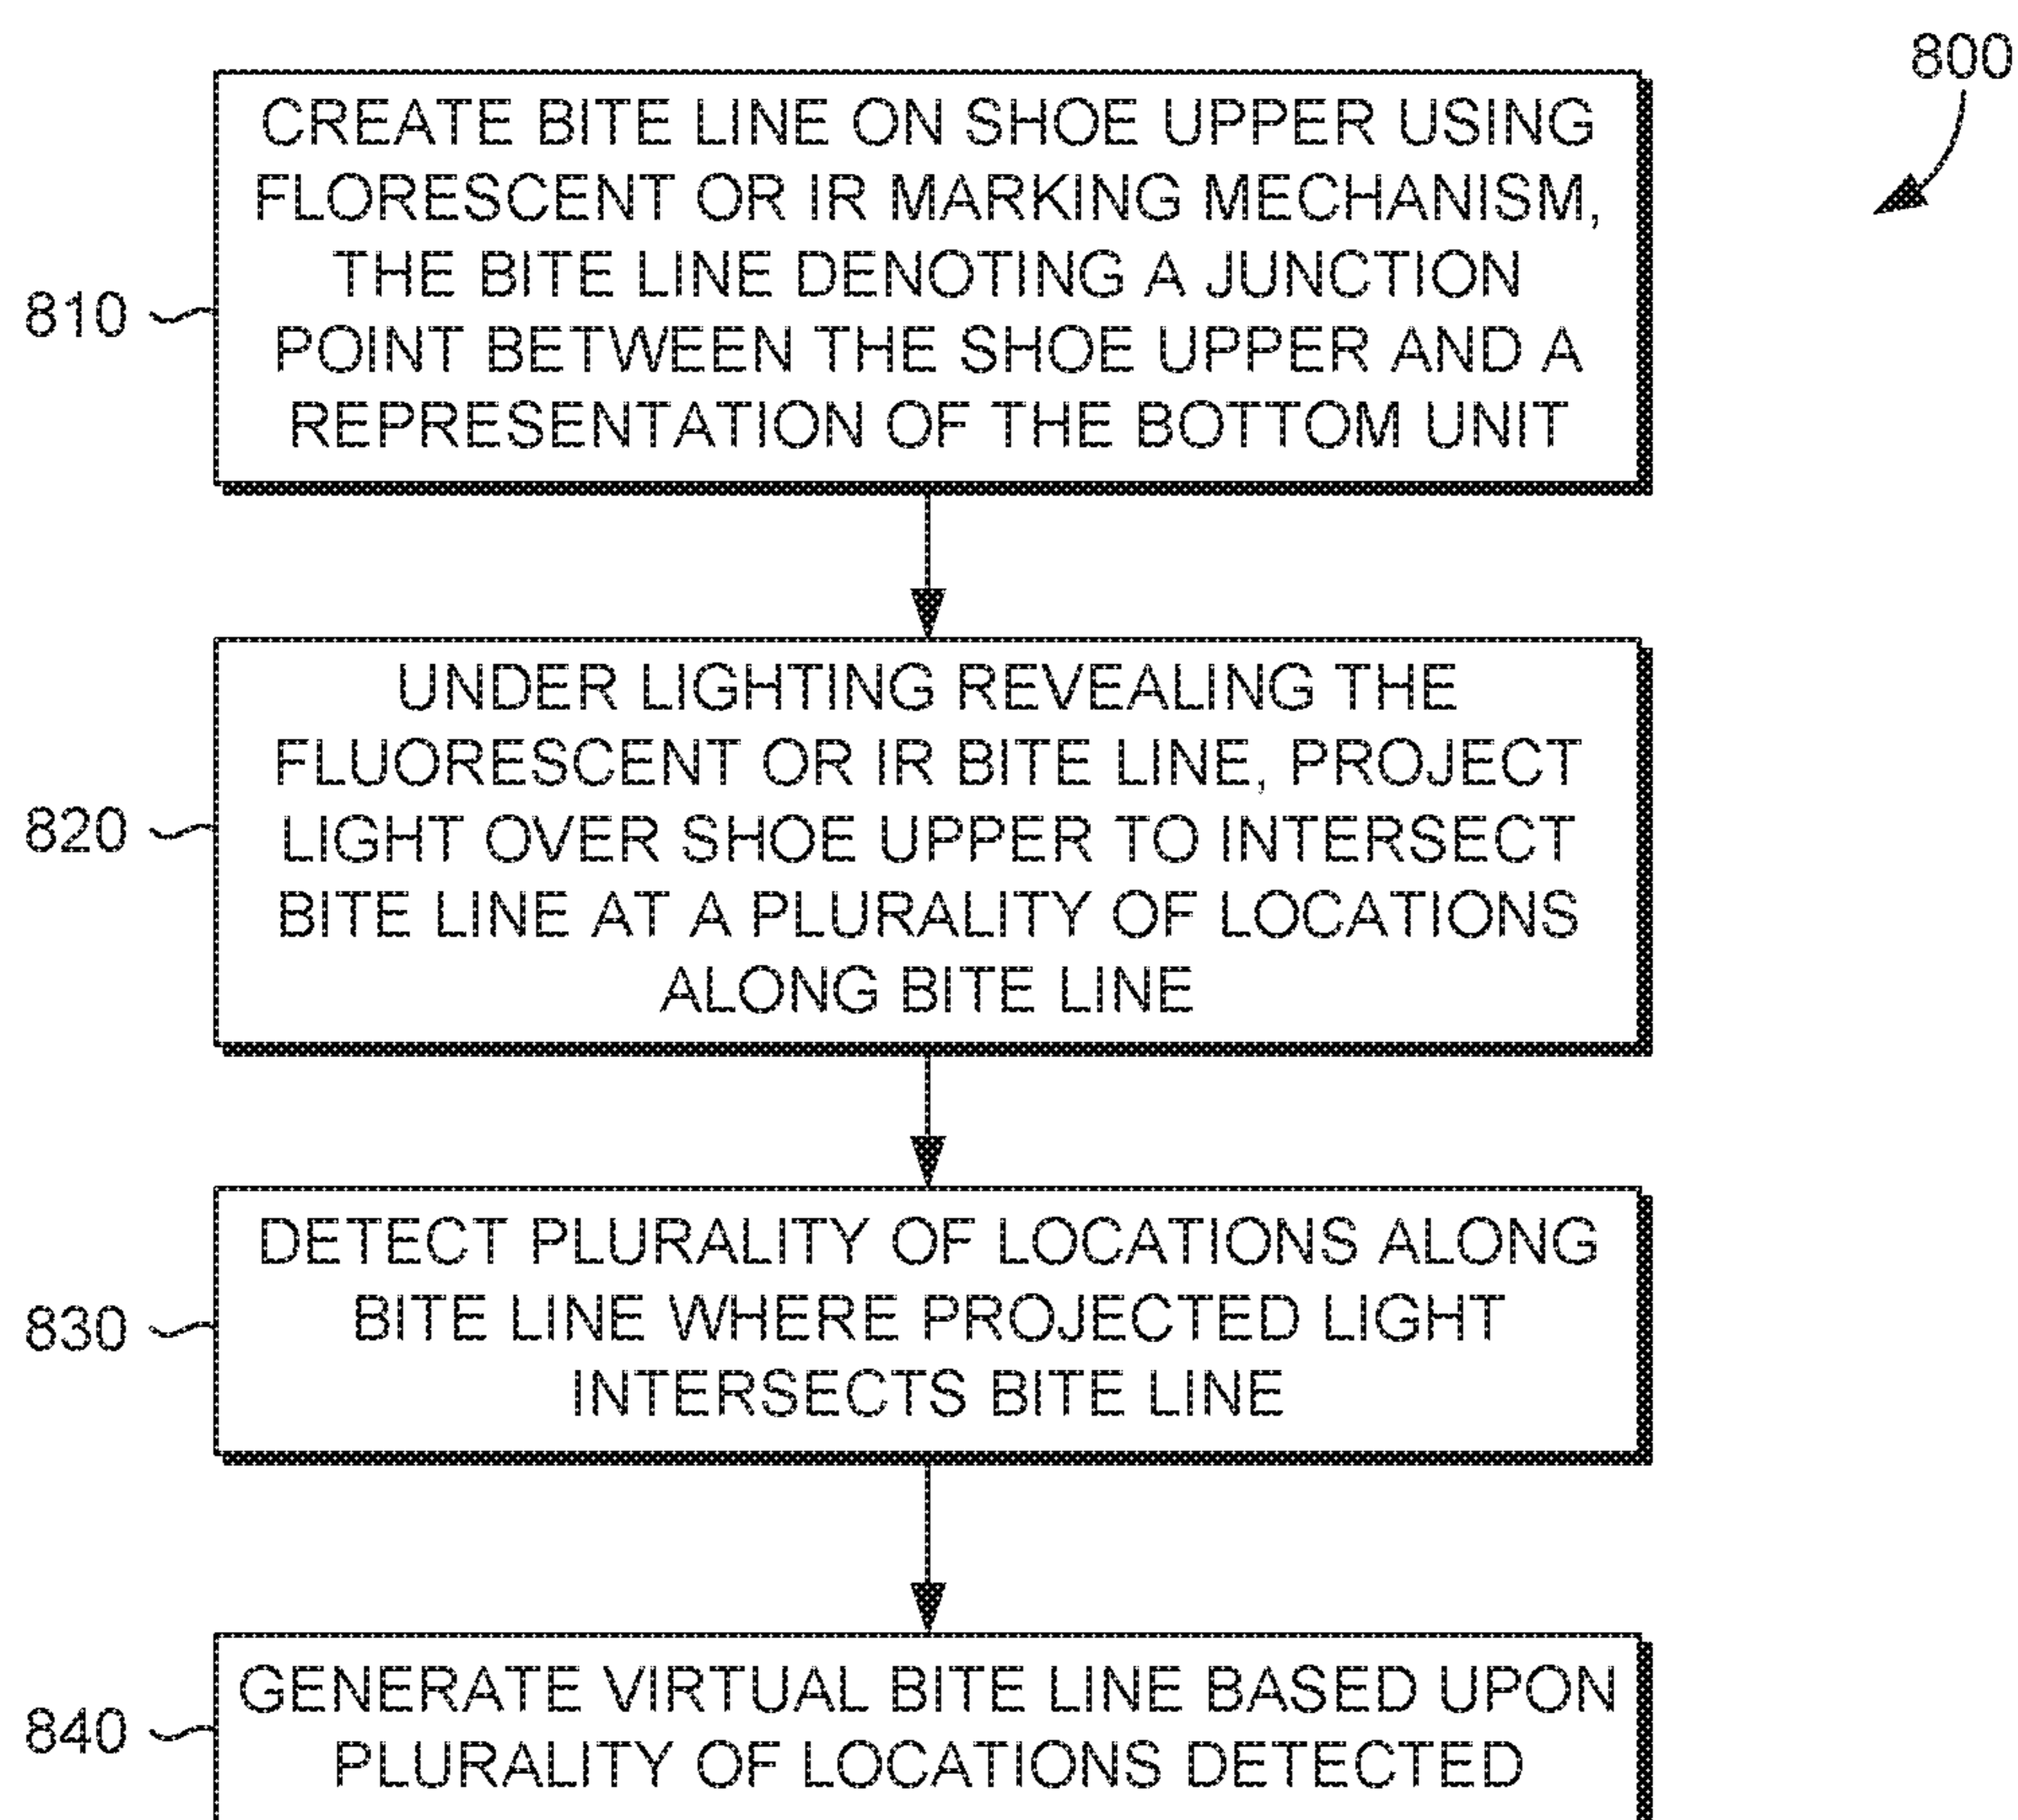 800
CREATE BITE LINE ON SHOE UPPER USING
FLORESCENT OR IR MARKING MECHANISM,
THE BITE LINE DENOTING A JUNCTION
POINT BETWEEN THE SHOE UPPER AND A
REPRESENTATION OF THE BOTTOM UNIT
810
UNDER LIGHTING REVEALING THE
FLUORESCENT OR IR BITE LINE, PROJECT
LIGHT OVER SHOE UPPER TO INTERSECT
BITE LINE AT A PLURALITY OF LOCATIONS
ALONG BITE LINE
820
DETECT PLURALITY OF LOCATIONS ALONG
BITE LINE WHERE PROJECTED LIGHT
INTERSECTS BITE LINE
830
GENERATE VIRTUAL BITE LINE BASED UPON
PLURALITY OF LOCATIONS DETECTED
840